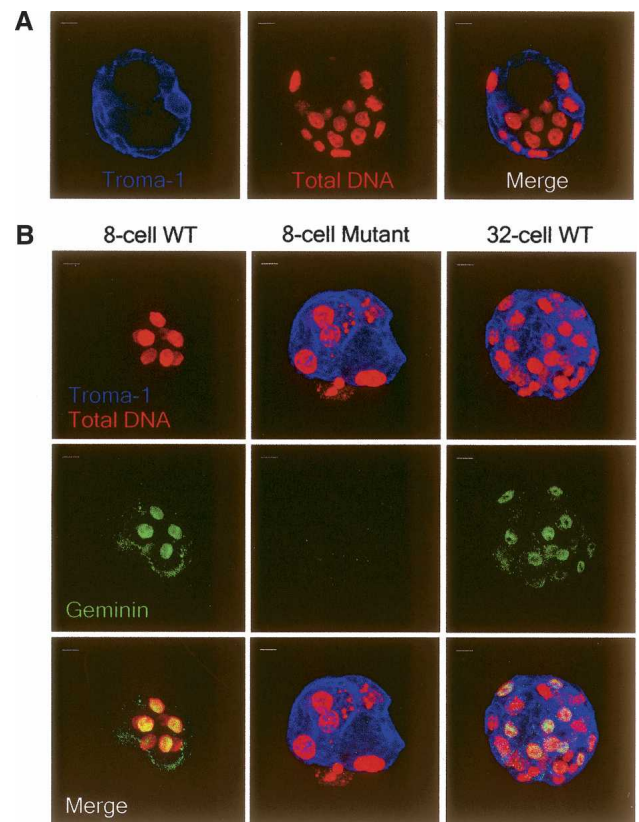 A
Troma-1
Total DNA
Merge
B
8-cell WT
8-cell Mutant
32-cell WT
Troma-1
Total DNA
Geminin
Merge